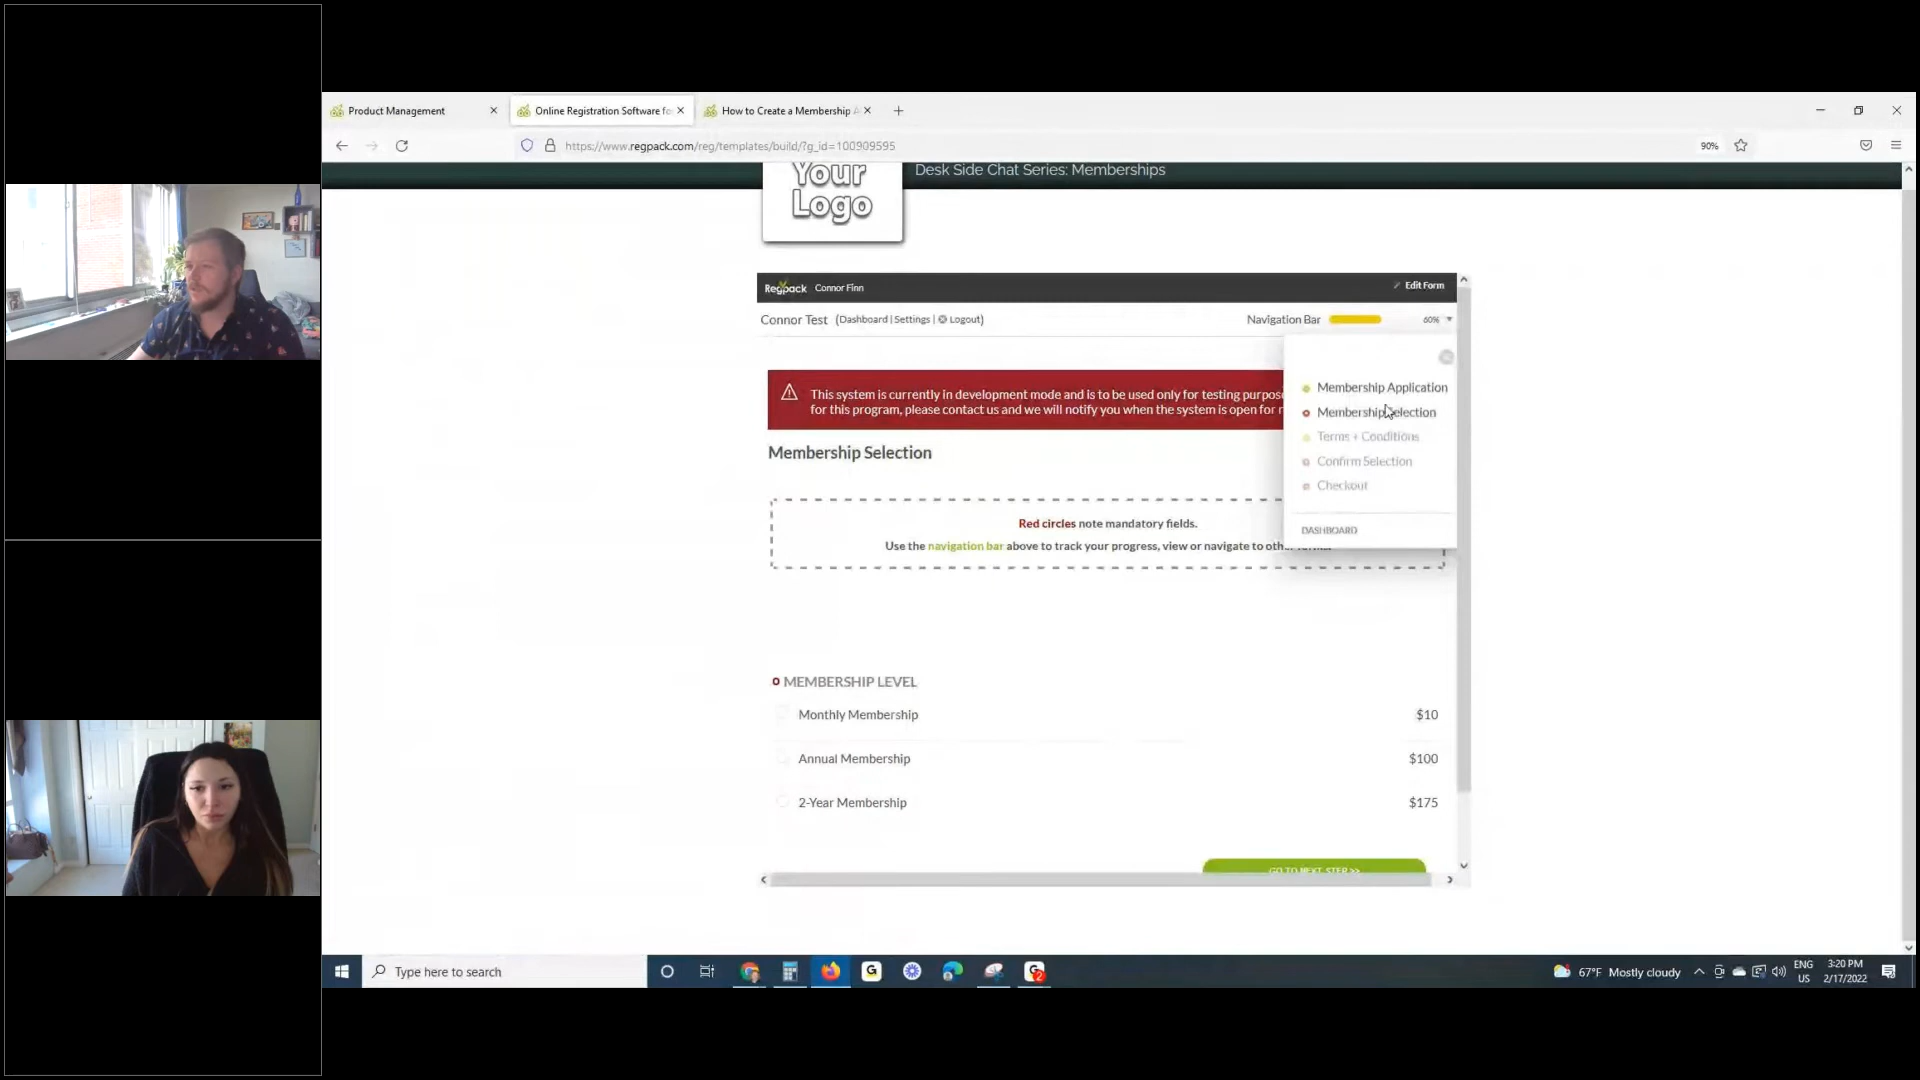 Product Management
Online Registration Software fo
How to Create a Membership A
https://www.regpack.com/reg/templates/build/?g_id=100909595
90%
Your
Logo
Desk Side Chat Series: Memberships
Regpack Connor Finn
Edit Form
Connor Test (Dashboard | Settings | Logout)
Navigation Bar
60%
This system is currently in development mode and is to be used only for testing purpose
for this program, please contact us and we will notify you when the system is open for r
Membership Application
Membership Selection
Terms + Conditions
Confirm Selection
Checkout
DASHBOARD
Membership Selection
Red circles note mandatory fields.
Use the navigation bar above to track your progress, view or navigate to
MEMBERSHIP LEVEL
Monthly Membership $10
Annual Membership $100
2-Year Membership $175
GO TO NEXT STEP >>
Type here to search
67°F Mostly cloudy
ENG
US
3:20 PM
2/17/2022